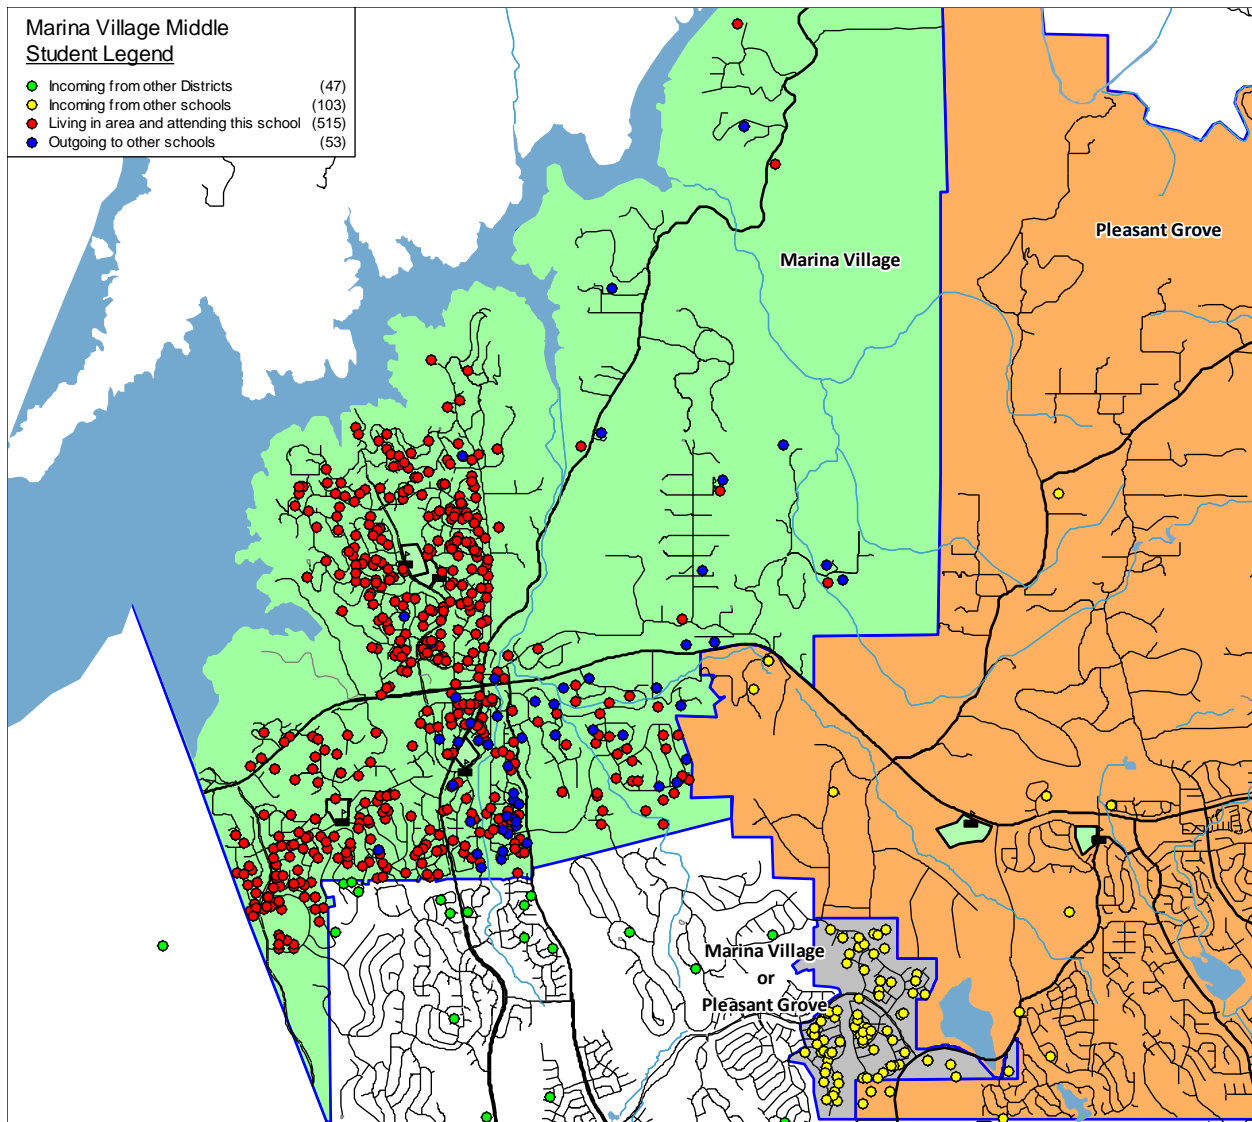 Marina Village Middle
Student Legend
Incoming from other Districts (47)
Incoming from other schools (103)
Living in area and attending this school (515)
Outgoing to other schools (53)
Pleasant Grove
Marina Village
Marina Village
or
Pleasant Grove